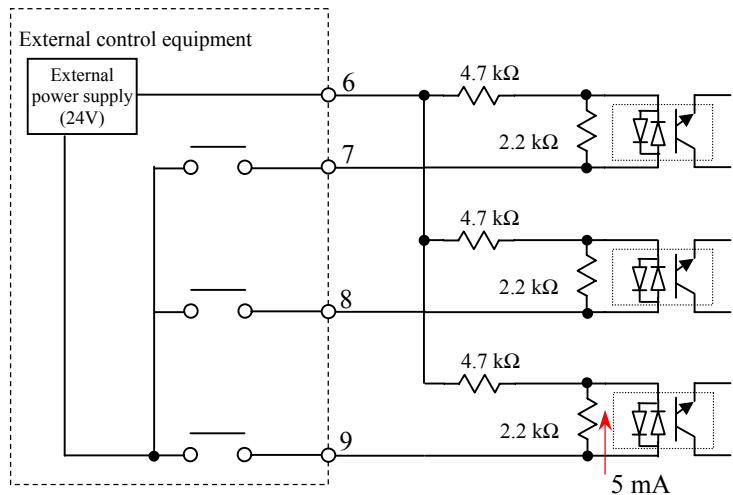 External control equipment
External
power supply
(24V)
6
4.7 kΩ
2.2 kΩ
7
4.7 kΩ
2.2 kΩ
8
4.7 kΩ
2.2 kΩ
9
5 mA